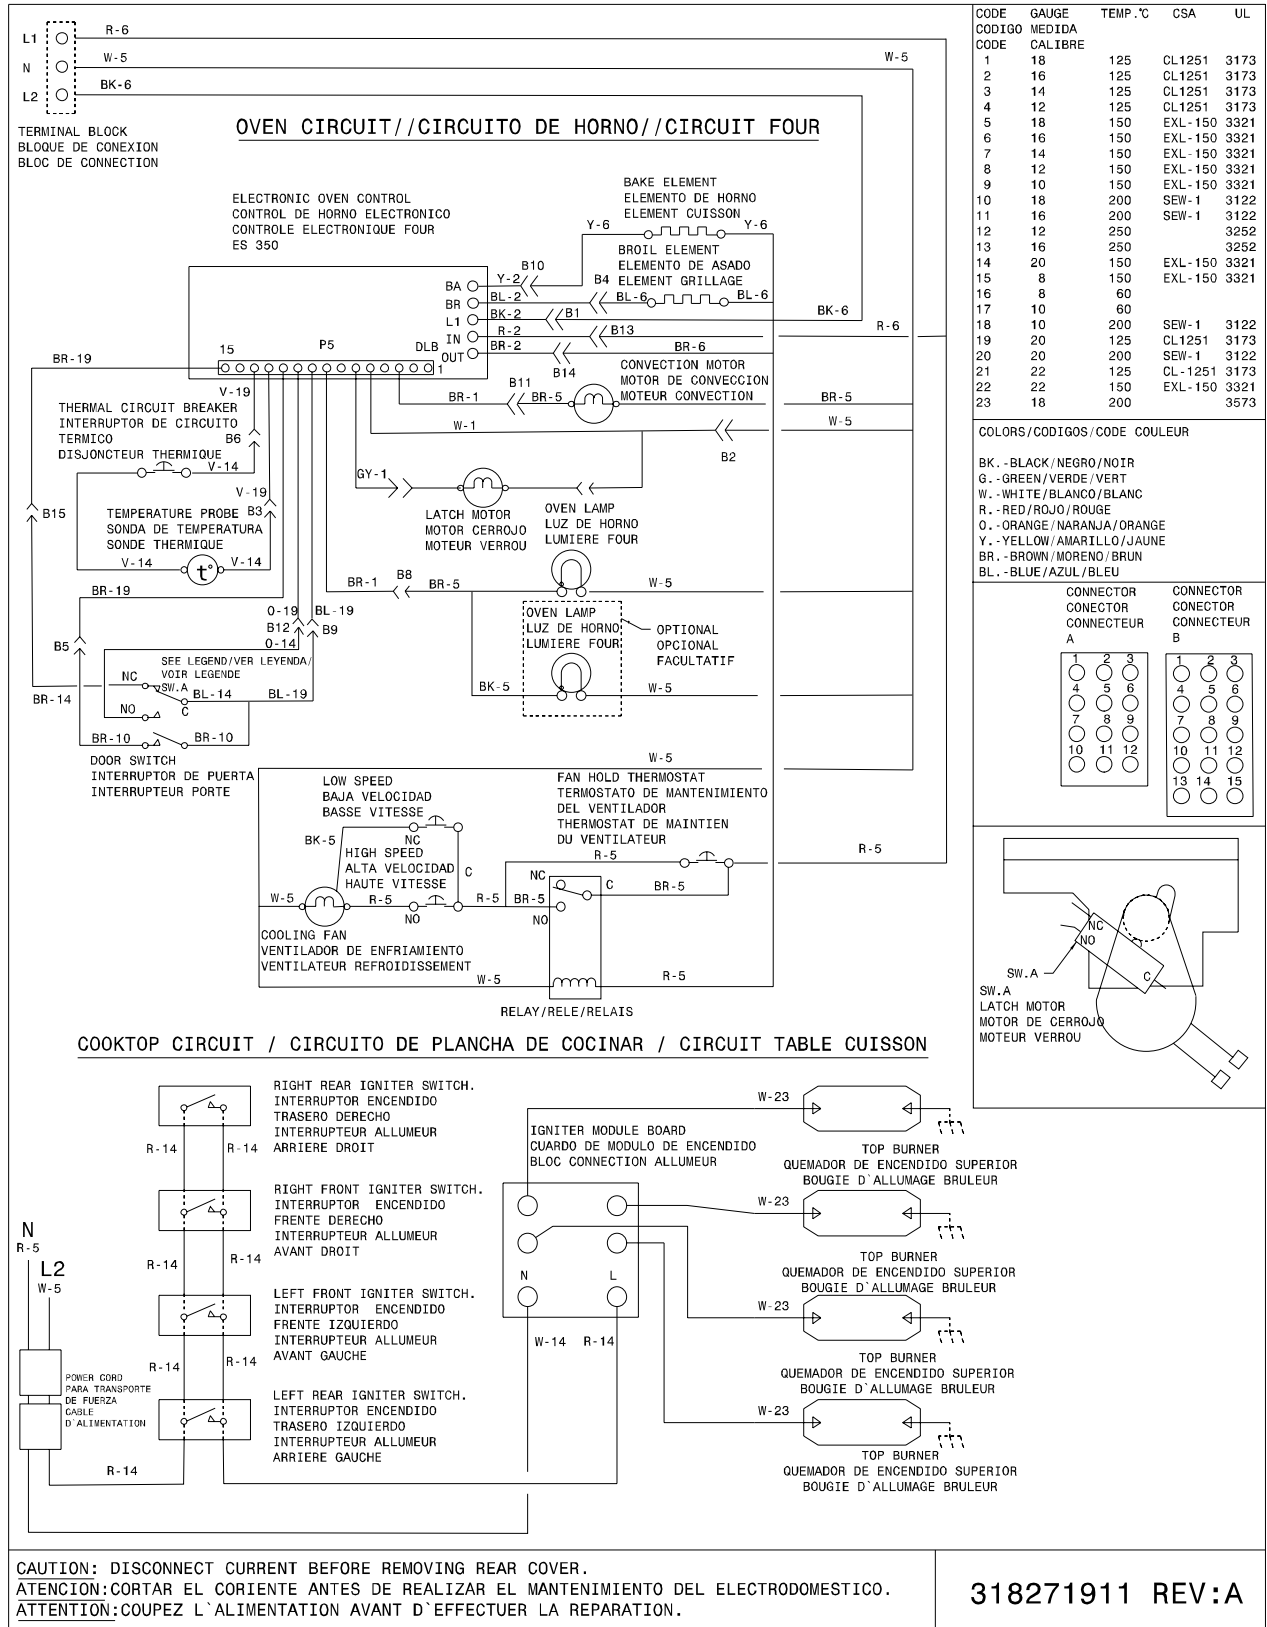 L1
R-6
N
W-5
W-5
L2
BK-6
TERMINAL BLOCK
BLOQUE DE CONEXION
BLOC DE CONNECTION
OVEN CIRCUIT//CIRCUITO DE HORNO//CIRCUIT FOUR
ELECTRONIC OVEN CONTROL
CONTROL DE HORNO ELECTRONICO
CONTROLE ELECTRONIQUE FOUR
ES 350
BAKE ELEMENT
ELEMENTO DE HORNO
ELEMENT CUISSON
Y-6
Y-6
BROIL ELEMENT
ELEMENTO DE ASADO
ELEMENT GRILLAGE
BA
Y-2
B10
BR
BL-2
B4
BL-6
BL-6
L1
BK-2
B1
BK-6
IN
R-2
B13
R-6
DLB
OUT
BR-2
B14
BR-6
15
P5
1
BR-19
V-19
CONVECTION MOTOR
MOTOR DE CONVECCION
MOTEUR CONVECTION
BR-1
B11
BR-5
BR-5
W-1
W-5
B2
THERMAL CIRCUIT BREAKER
INTERRUPTOR DE CIRCUITO
TERMICO
DISJONCTEUR THERMIQUE
B6
V-14
GY-1
V-19
B15
TEMPERATURE PROBE
SONDA DE TEMPERATURA
SONDE THERMIQUE
B3
LATCH MOTOR
MOTOR CERROJO
MOTEUR VERROU
OVEN LAMP
LUZ DE HORNO
LUMIERE FOUR
V-14
t°
V-14
BR-19
BR-1
B8
BR-5
W-5
O-19
BL-19
B12
B9
O-14
B5
OVEN LAMP
LUZ DE HORNO
LUMIERE FOUR
OPTIONAL
OPCIONAL
FACULTATIF
SEE LEGEND/VER LEYENDA/
VOIR LEGENDE
NC
SW.A
BL-14
BL-19
BK-5
W-5
BR-14
NO
C
BR-10
BR-10
DOOR SWITCH
INTERRUPTOR DE PUERTA
INTERRUPTEUR PORTE
W-5
LOW SPEED
BAJA VELOCIDAD
BASSE VITESSE
FAN HOLD THERMOSTAT
TERMOSTATO DE MANTENIMIENTO
DEL VENTILADOR
THERMOSTAT DE MAINTIEN
DU VENTILATEUR
BK-5
NC
HIGH SPEED
ALTA VELOCIDAD
HAUTE VITESSE
C
R-5
R-5
NC
C
BR-5
W-5
R-5
NO
R-5
BR-5
NO
COOLING FAN
VENTILADOR DE ENFRIAMIENTO
VENTILATEUR REFROIDISSEMENT
W-5
R-5
RELAY/RELE/RELAIS
CODE GAUGE TEMP.°C CSA UL
CODIGO MEDIDA
CODE CALIBRE
1 18 125 CL1251 3173
2 16 125 CL1251 3173
3 14 125 CL1251 3173
4 12 125 CL1251 3173
5 18 150 EXL-150 3321
6 16 150 EXL-150 3321
7 14 150 EXL-150 3321
8 12 150 EXL-150 3321
9 10 150 EXL-150 3321
10 18 200 SEW-1 3122
11 16 200 SEW-1 3122
12 12 250 3252
13 16 250 3252
14 20 150 EXL-150 3321
15 8 150 EXL-150 3321
16 8 60
17 10 60
18 10 200 SEW-1 3122
19 20 125 CL1251 3173
20 20 200 SEW-1 3122
21 22 125 CL-1251 3173
22 22 150 EXL-150 3321
23 18 200 3573
COLORS/CODIGOS/CODE COULEUR
BK.-BLACK/NEGRO/NOIR
G.-GREEN/VERDE/VERT
W.-WHITE/BLANCO/BLANC
R.-RED/ROJO/ROUGE
O.-ORANGE/NARANJA/ORANGE
Y.-YELLOW/AMARILLO/JAUNE
BR.-BROWN/MORENO/BRUN
BL.-BLUE/AZUL/BLEU
CONNECTOR
CONECTOR
CONNECTEUR
A
1 2 3
4 5 6
7 8 9
10 11 12
CONNECTOR
CONECTOR
CONNECTEUR
B
1 2 3
4 5 6
7 8 9
10 11 12
13 14 15
NC
NO
C
SW.A
SW.A
LATCH MOTOR
MOTOR DE CERROJO
MOTEUR VERROU
COOKTOP CIRCUIT / CIRCUITO DE PLANCHA DE COCINAR / CIRCUIT TABLE CUISSON
RIGHT REAR IGNITER SWITCH.
INTERRUPTOR ENCENDIDO
TRASERO DERECHO
INTERRUPTEUR ALLUMEUR
ARRIERE DROIT
R-14
R-14
RIGHT FRONT IGNITER SWITCH.
INTERRUPTOR ENCENDIDO
FRENTE DERECHO
INTERRUPTEUR ALLUMEUR
AVANT DROIT
R-14
R-14
LEFT FRONT IGNITER SWITCH.
INTERRUPTOR ENCENDIDO
FRENTE IZQUIERDO
INTERRUPTEUR ALLUMEUR
AVANT GAUCHE
R-14
R-14
LEFT REAR IGNITER SWITCH.
INTERRUPTOR ENCENDIDO
TRASERO IZQUIERDO
INTERRUPTEUR ALLUMEUR
ARRIERE GAUCHE
N
R-5
L2
W-5
POWER CORD
PARA TRANSPORTE
DE FUERZA
CABLE
D`ALIMENTATION
R-14
IGNITER MODULE BOARD
CUARDO DE MODULO DE ENCENDIDO
BLOC CONNECTION ALLUMEUR
N
L
W-14
R-14
W-23
TOP BURNER
QUEMADOR DE ENCENDIDO SUPERIOR
BOUGIE D`ALLUMAGE BRULEUR
W-23
TOP BURNER
QUEMADOR DE ENCENDIDO SUPERIOR
BOUGIE D`ALLUMAGE BRULEUR
W-23
TOP BURNER
QUEMADOR DE ENCENDIDO SUPERIOR
BOUGIE D`ALLUMAGE BRULEUR
W-23
TOP BURNER
QUEMADOR DE ENCENDIDO SUPERIOR
BOUGIE D`ALLUMAGE BRULEUR
CAUTION: DISCONNECT CURRENT BEFORE REMOVING REAR COVER.
ATENCION:CORTAR EL CORIENTE ANTES DE REALIZAR EL MANTENIMIENTO DEL ELECTRODOMESTICO.
ATTENTION:COUPEZ L`ALIMENTATION AVANT D`EFFECTUER LA REPARATION.
318271911 REV:A